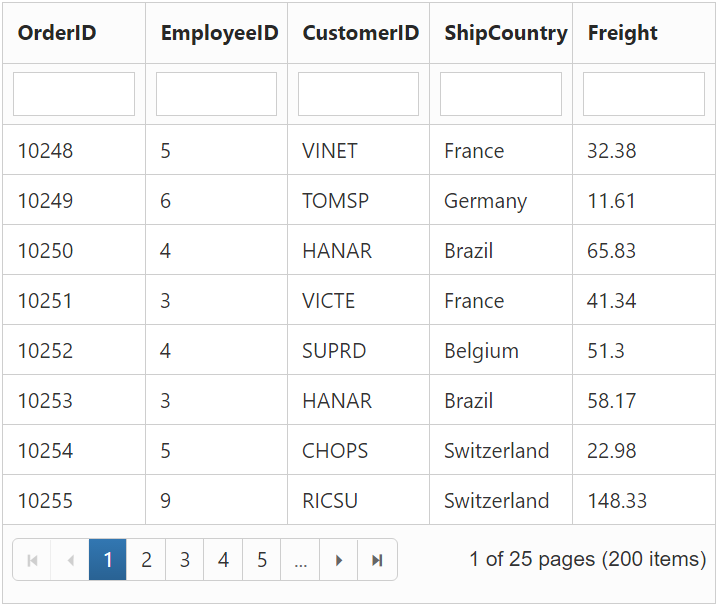 OrderID EmployeeID CustomerID ShipCountry Freight
10248 5 VINET France 32.38
10249 6 TOMSP Germany 11.61
10250 4 HANAR Brazil 65.83
10251 3 VICTE France 41.34
10252 4 SUPRD Belgium 51.3
10253 3 HANAR Brazil 58.17
10254 5 CHOPS Switzerland 22.98
10255 9 RICSU Switzerland 148.33
1 2 3 4 5 ... 1 of 25 pages (200 items)